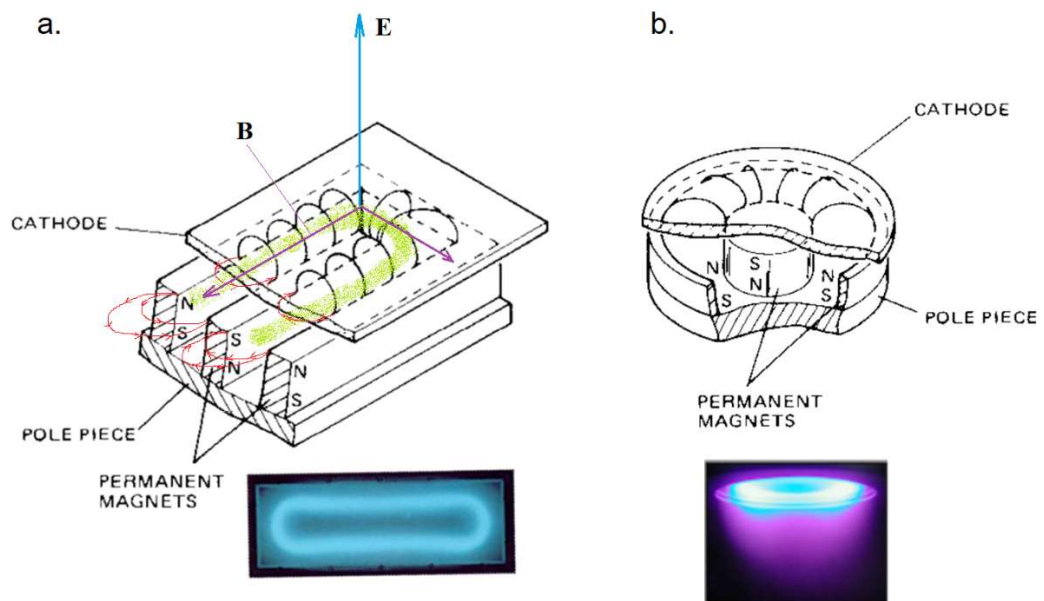 a.
E
B
CATHODE
N
S
S
N
N
S
POLE PIECE
PERMANENT
MAGNETS
b.
CATHODE
N
S
S
N
N
S
POLE PIECE
PERMANENT
MAGNETS